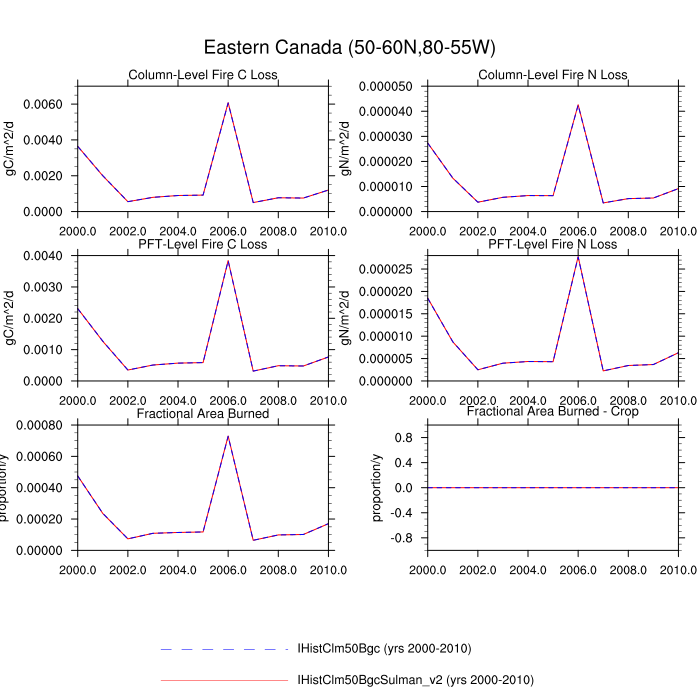 Eastern Canada (50-60N,80-55W)
Column-Level Fire C Loss
gC/m^2/d
0.0060
0.0040
0.0020
0.0000
2000.0 2002.0 2004.0 2006.0 2008.0 2010.0
Column-Level Fire N Loss
gN/m^2/d
0.000050
0.000040
0.000030
0.000020
0.000010
0.000000
2000.0 2002.0 2004.0 2006.0 2008.0 2010.0
PFT-Level Fire C Loss
gC/m^2/d
0.0040
0.0030
0.0020
0.0010
0.0000
2000.0 2002.0 2004.0 2006.0 2008.0 2010.0
PFT-Level Fire N Loss
gN/m^2/d
0.000025
0.000020
0.000015
0.000010
0.000005
0.000000
2000.0 2002.0 2004.0 2006.0 2008.0 2010.0
Fractional Area Burned
proportion/y
0.00080
0.00060
0.00040
0.00020
0.00000
2000.0 2002.0 2004.0 2006.0 2008.0 2010.0
Fractional Area Burned - Crop
proportion/y
0.8
0.4
0.0
-0.4
-0.8
2000.0 2002.0 2004.0 2006.0 2008.0 2010.0
IHistClm50Bgc (yrs 2000-2010)
IHistClm50BgcSulman_v2 (yrs 2000-2010)